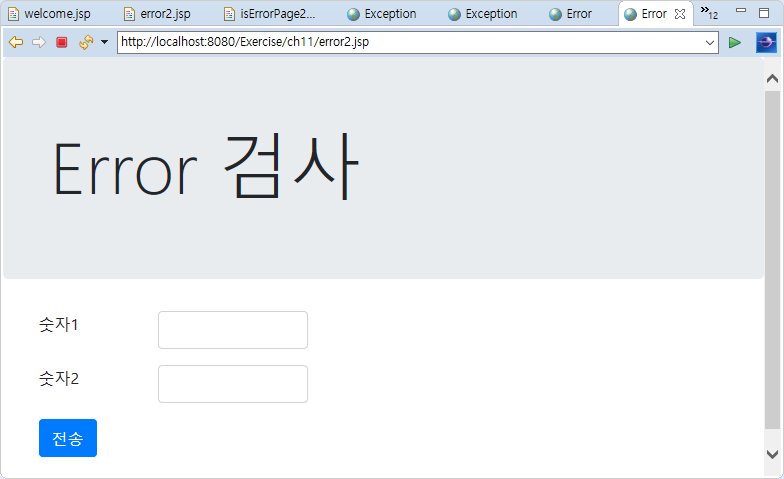 welcome.jsp error2.jsp isErrorPage2... Exception Exception Error Error »12
http://localhost:8080/Exercise/ch11/error2.jsp
Error 검사
숫자1
숫자2
전송